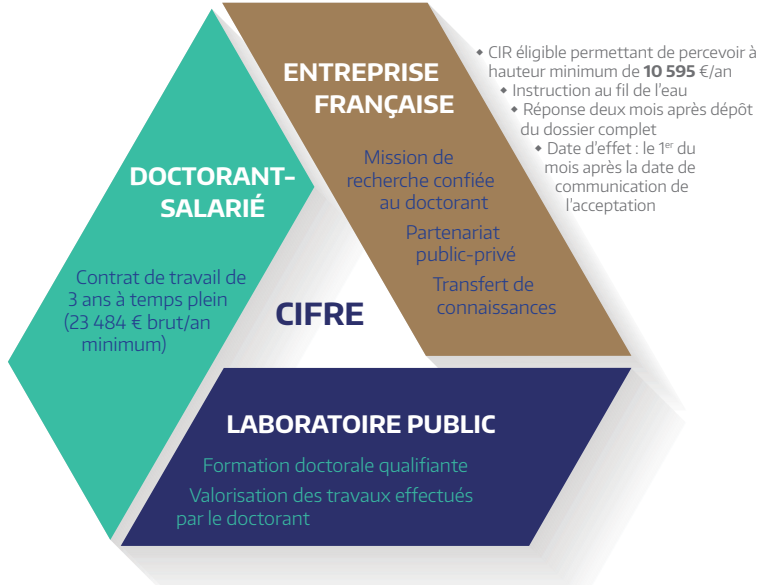 ENTREPRISE
FRANÇAISE
Mission de
recherche confiée
au doctorant
Partenariat
public-privé
Transfert de
connaissances
◆ CIR éligible permettant de percevoir à
hauteur minimum de 10 595 €/an
◆ Instruction au fil de l'eau
◆ Réponse deux mois après dépôt
du dossier complet
◆ Date d'effet : le 1er du
mois après la date de
communication de
l'acceptation
DOCTORANT-
SALARIÉ
Contrat de travail de
3 ans à temps plein
(23 484 € brut/an
minimum)
CIFRE
LABORATOIRE PUBLIC
Formation doctorale qualifiante
Valorisation des travaux effectués
par le doctorant